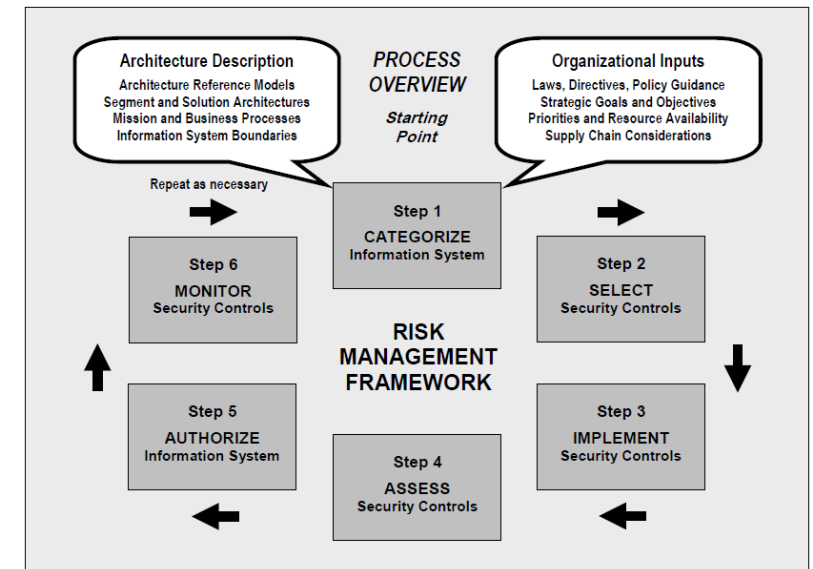 Architecture Description
Architecture Reference Models
Segment and Solution Architectures
Mission and Business Processes
Information System Boundaries
PROCESS
OVERVIEW
Starting
Point
Organizational Inputs
Laws, Directives, Policy Guidance
Strategic Goals and Objectives
Priorities and Resource Availability
Supply Chain Considerations
Repeat as necessary
Step 1
CATEGORIZE
Information System
Step 2
SELECT
Security Controls
Step 3
IMPLEMENT
Security Controls
Step 4
ASSESS
Security Controls
Step 5
AUTHORIZE
Information System
Step 6
MONITOR
Security Controls
RISK
MANAGEMENT
FRAMEWORK